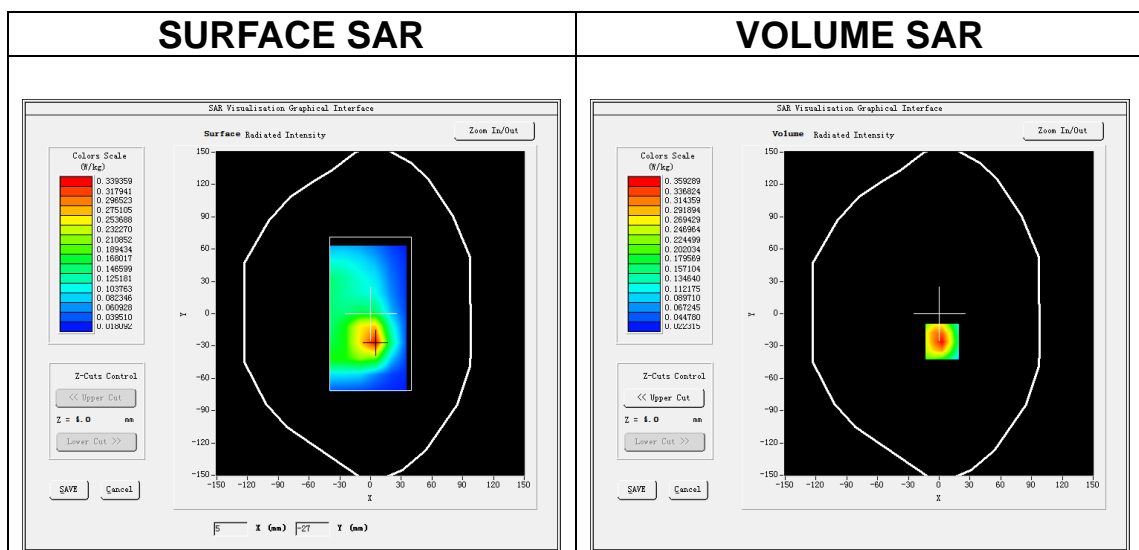 SURFACE SAR
VOLUME SAR
SAR Visualisation Graphical Interface
Surface Radiated Intensity
Zoom In/Out
Colors Scale
(W/kg)
0.339359
0.317941
0.296523
0.275105
0.253688
0.232270
0.210852
0.189434
0.168017
0.146599
0.125181
0.103763
0.082346
0.060928
0.039510
0.018092
150
120
90
60
30
0
-30
-60
-90
-120
-150
Y
-150 -120 -90 -60 -30 0 30 60 90 120 150
X
Z-Cuts Control
<< Upper Cut
Z = 4.0 mm
Lower Cut >>
SAVE Cancel
5 X (mm) -27 Y (mm)
SAR Visualisation Graphical Interface
Volume Radiated Intensity
Zoom In/Out
Colors Scale
(W/kg)
0.359289
0.336824
0.314359
0.291894
0.269429
0.246964
0.224499
0.202034
0.179569
0.157104
0.134640
0.112175
0.089710
0.067245
0.044780
0.022315
150
120
90
60
30
0
-30
-60
-90
-120
-150
Y
-150 -120 -90 -60 -30 0 30 60 90 120 150
X
Z-Cuts Control
<< Upper Cut
Z = 4.0 mm
Lower Cut >>
SAVE Cancel